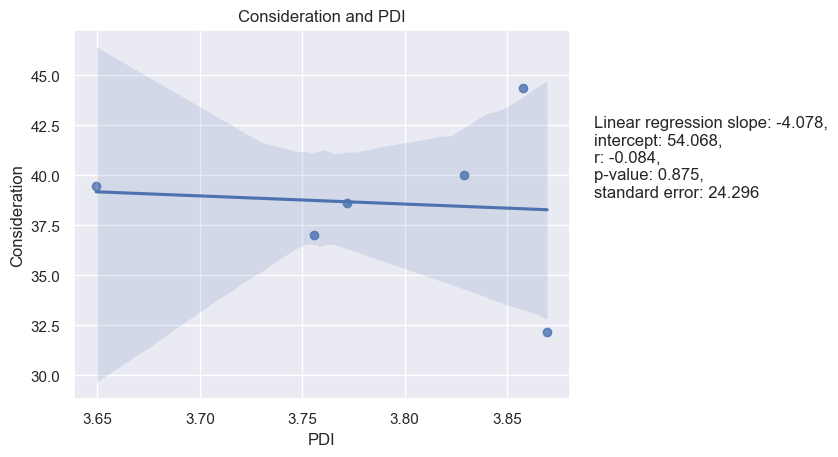 Consideration and PDI
Consideration
45.0
42.5
40.0
37.5
35.0
32.5
30.0
3.65
3.70
3.75
3.80
3.85
PDI
Linear regression slope: -4.078,
intercept: 54.068,
r: -0.084,
p-value: 0.875,
standard error: 24.296